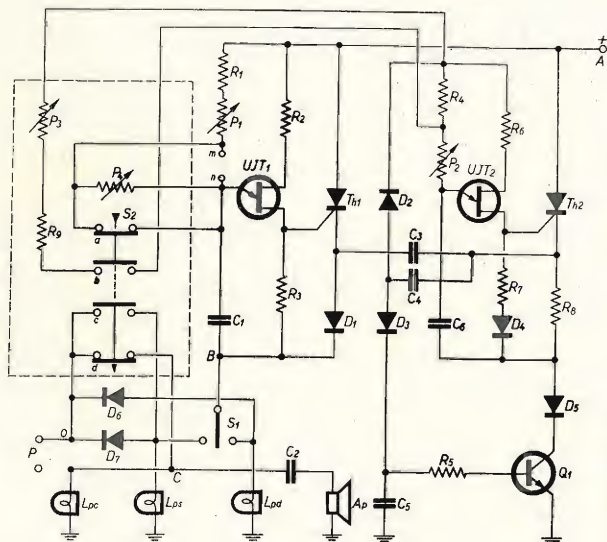 +
A
R1
P1
m
n
R2
UJT1
Th1
R3
C1
D1
B
P3
R9
P4
S2
a
b
c
d
D6
D7
P
O
C
S1
C2
Ap
Lpc
Lps
Lpd
D2
D3
C3
C4
R4
P2
R6
UJT2
Th2
C6
R7
D4
R8
D5
R5
C5
Q1